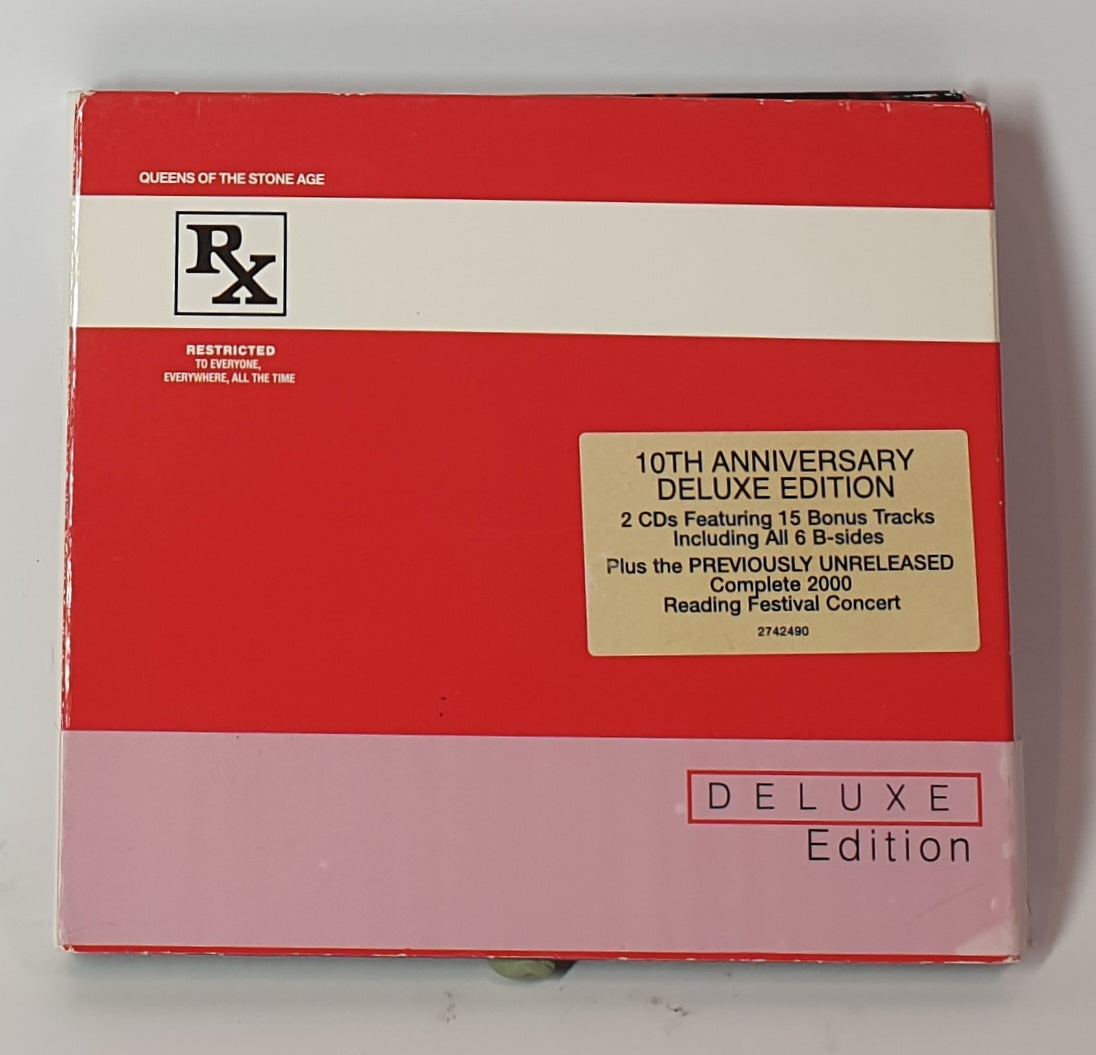 QUEENS OF THE STONE AGE
RX
RESTRICTED
TO EVERYONE,
EVERYWHERE, ALL THE TIME
10TH ANNIVERSARY
DELUXE EDITION
2 CDs Featuring 15 Bonus Tracks
Including All 6 B-sides
Plus the PREVIOUSLY UNRELEASED
Complete 2000
Reading Festival Concert
2742490
DELUXE
Edition